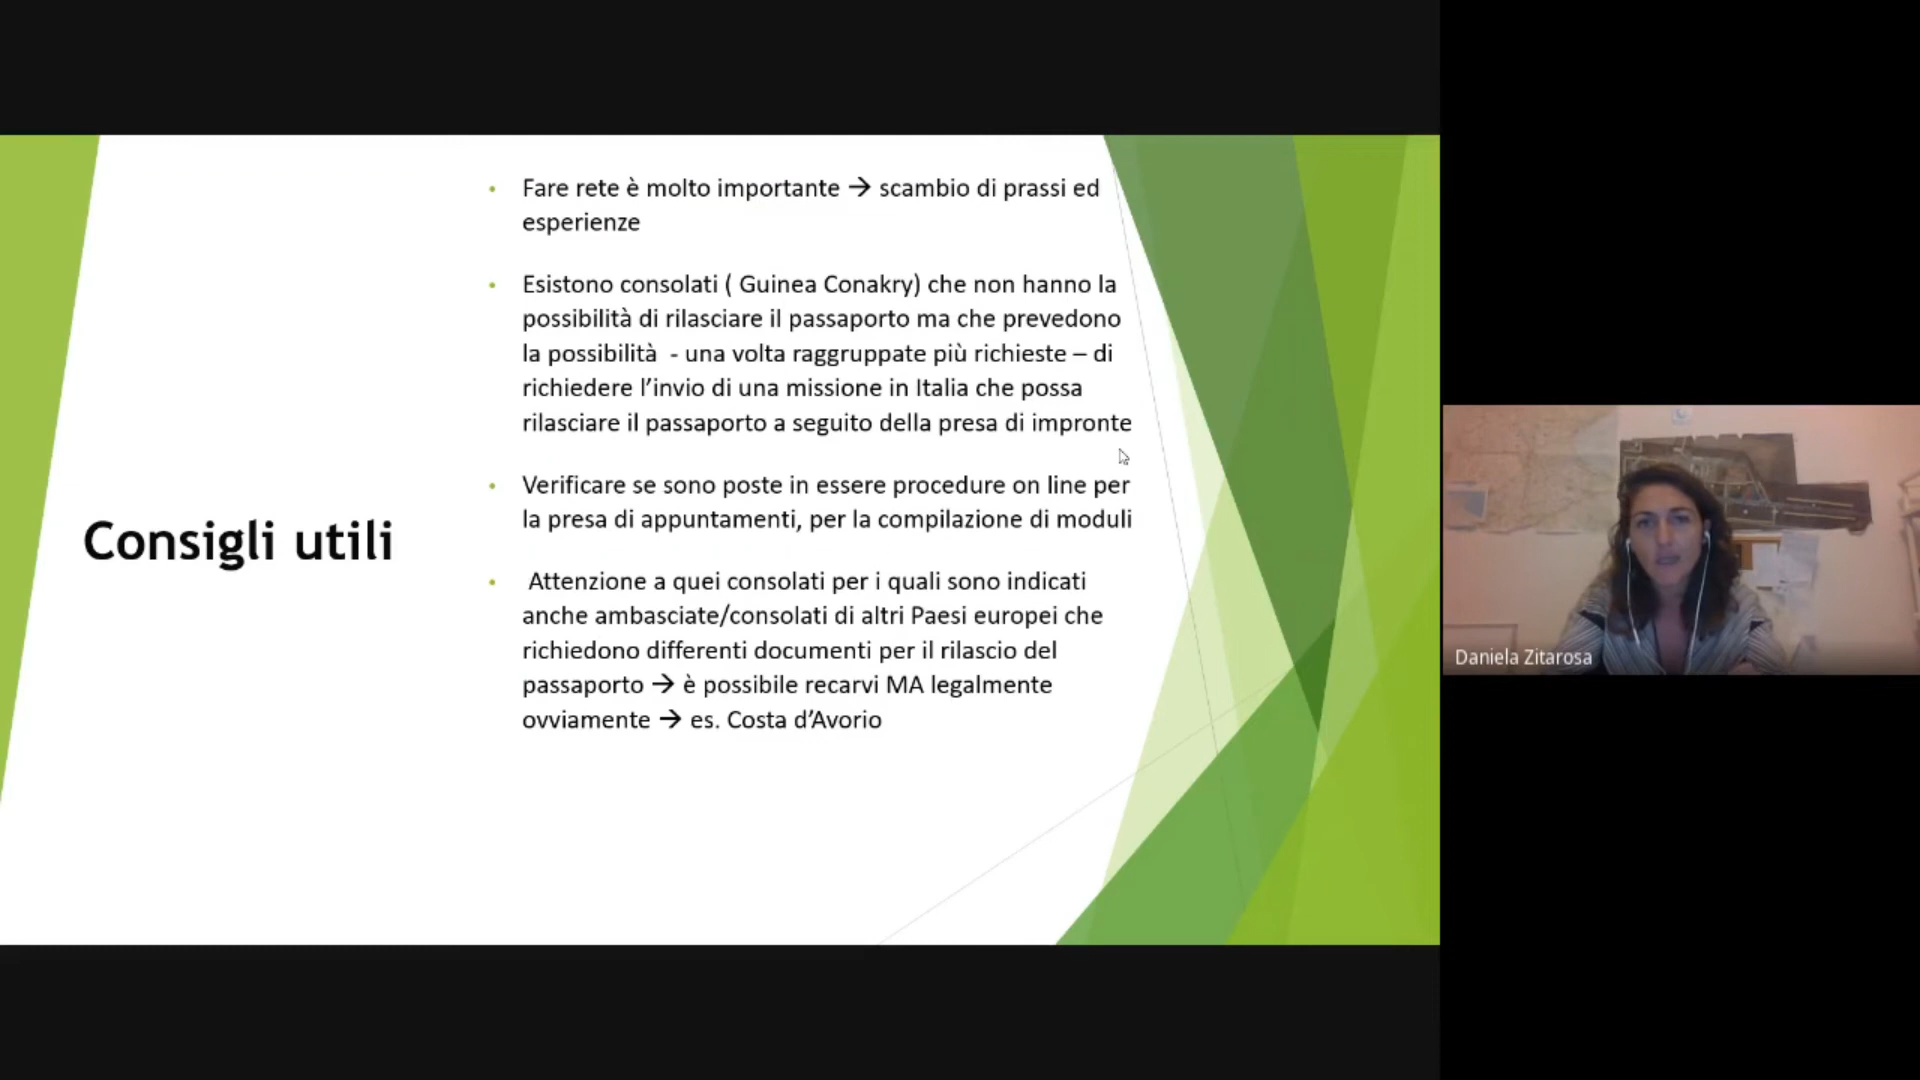 Consigli utili
• Fare rete è molto importante → scambio di prassi ed
esperienze
• Esistono consolati ( Guinea Conakry) che non hanno la
possibilità di rilasciare il passaporto ma che prevedono
la possibilità  - una volta raggruppate più richieste – di
richiedere l’invio di una missione in Italia che possa
rilasciare il passaporto a seguito della presa di impronte
• Verificare se sono poste in essere procedure on line per
la presa di appuntamenti, per la compilazione di moduli
• Attenzione a quei consolati per i quali sono indicati
anche ambasciate/consolati di altri Paesi europei che
richiedono differenti documenti per il rilascio del
passaporto → è possibile recarvi MA legalmente
ovviamente → es. Costa d’Avorio
Daniela Zitarosa